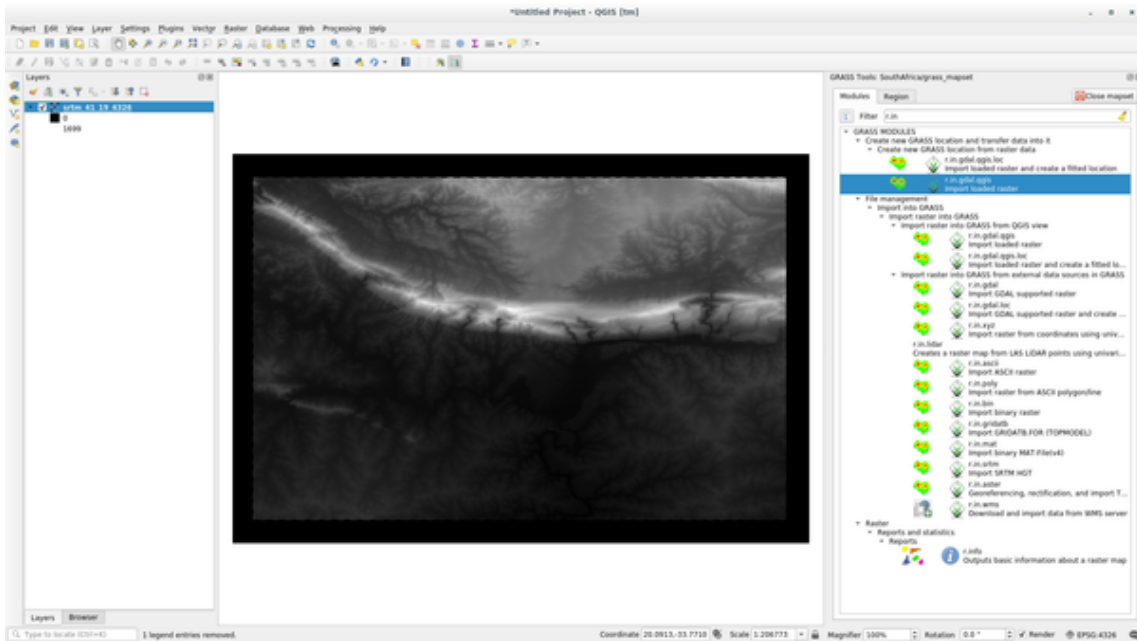 *Untitled Project - QGIS [tm]
Project Edit View Layer Settings Plugins Vector Raster Database Web Processing Help
Layers
srtm_41_19_4326
0
1699
Layers Browser
Type to locate (Ctrl+K)
1 legend entries removed.
Coordinate 20.0913,-33.7710
Scale 1:206773
Magnifier 100%
Rotation 0.0 °
Render
EPSG:4326
GRASS Tools: SouthAfrica/grass_mapset
Modules Region
Close mapset
Filter r.in
GRASS MODULES
Create new GRASS location and transfer data into it
Create new GRASS location from raster data
r.in.gdal.qgis.loc
Import loaded raster and create a fitted location
r.in.gdal.qgis
Import loaded raster
File management
Import into GRASS
Import raster into GRASS
Import raster into GRASS from QGIS view
r.in.gdal.qgis
Import loaded raster
r.in.gdal.qgis.loc
Import loaded raster and create a fitted lo...
Import raster into GRASS from external data sources in GRASS
r.in.gdal
Import GDAL supported raster
r.in.gdal.loc
Import GDAL supported raster and create ...
r.in.xyz
Import raster from coordinates using univ...
r.in.lidar
Creates a raster map from LAS LiDAR points using univari...
r.in.ascii
Import ASCII raster
r.in.poly
Import raster from ASCII polygon/line
r.in.bin
Import binary raster
r.in.gridatb
Import GRIDATB.FOR (TOPMODEL)
r.in.mat
Import binary MAT-File(v4)
r.in.srtm
Import SRTM HGT
r.in.aster
Georeferencing, rectification, and import T...
r.in.wms
Download and import data from WMS server
Raster
Reports and statistics
Reports
r.info
Outputs basic information about a raster map